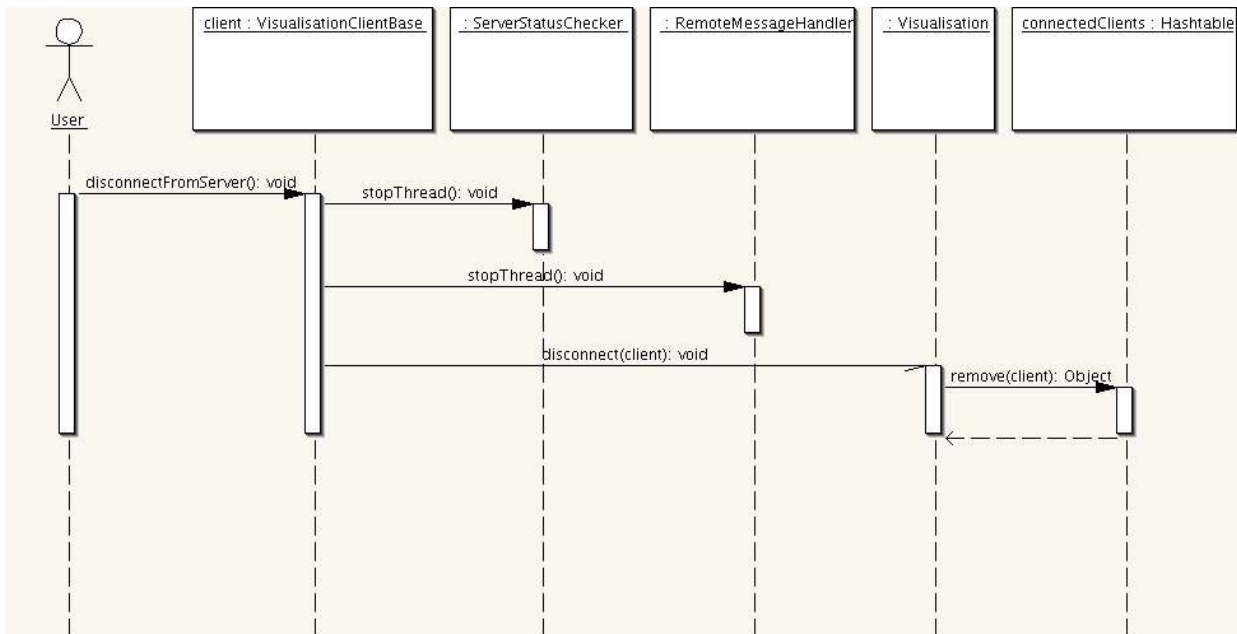 client : VisualisationClientBase
: ServerStatusChecker
: RemoteMessageHandler
: Visualisation
connectedClients : Hashtable
User
disconnectFromServer(): void
stopThread(): void
stopThread(): void
disconnect(client): void
remove(client): Object